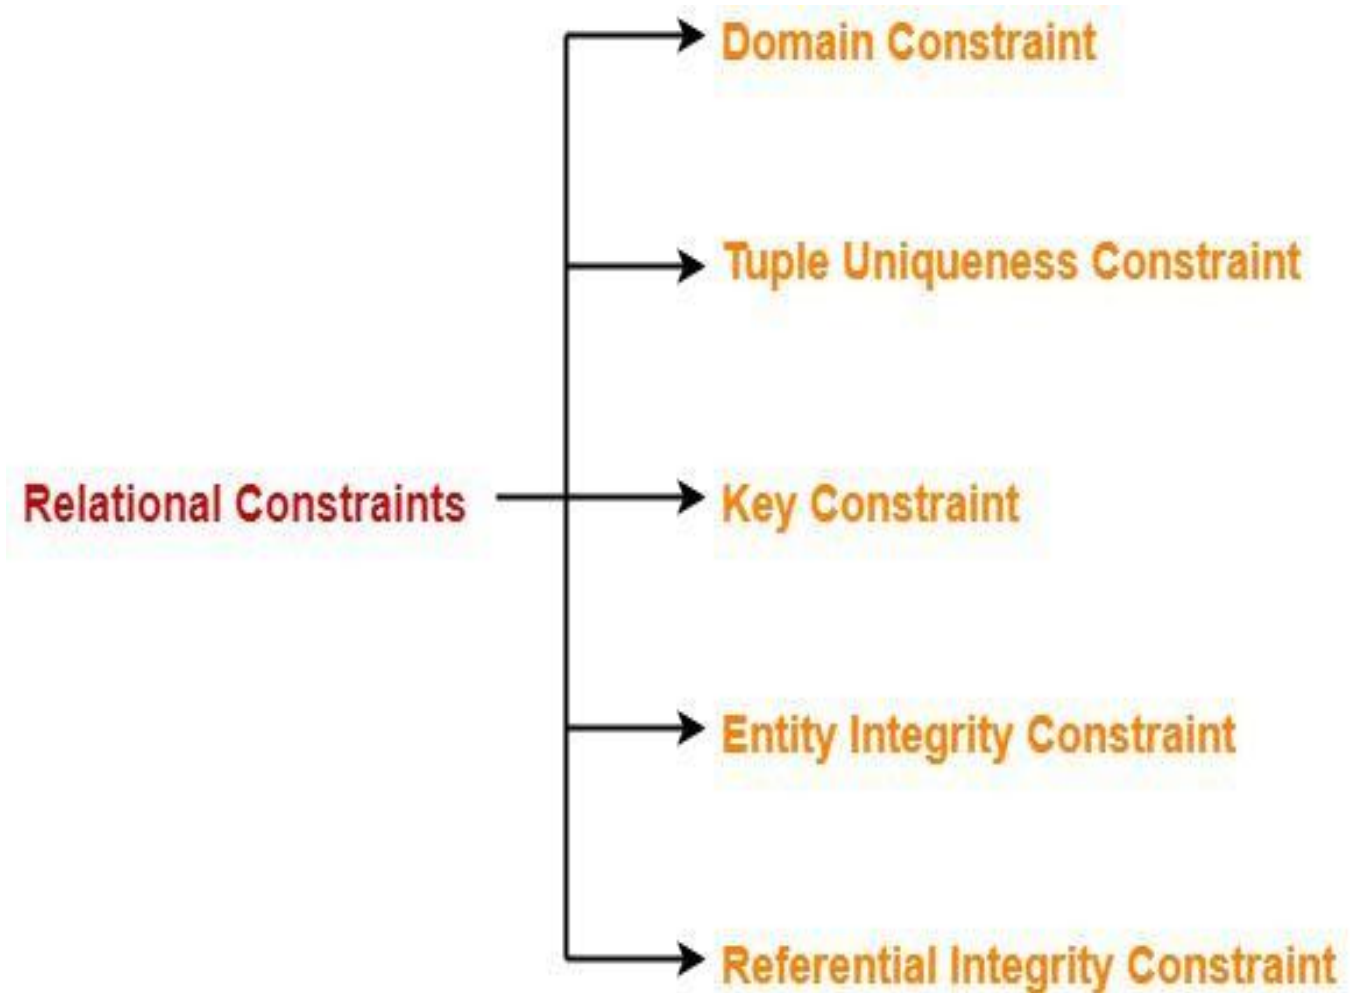 Domain Constraint
Tuple Uniqueness Constraint
Relational Constraints
Key Constraint
Entity Integrity Constraint
Referential Integrity Constraint